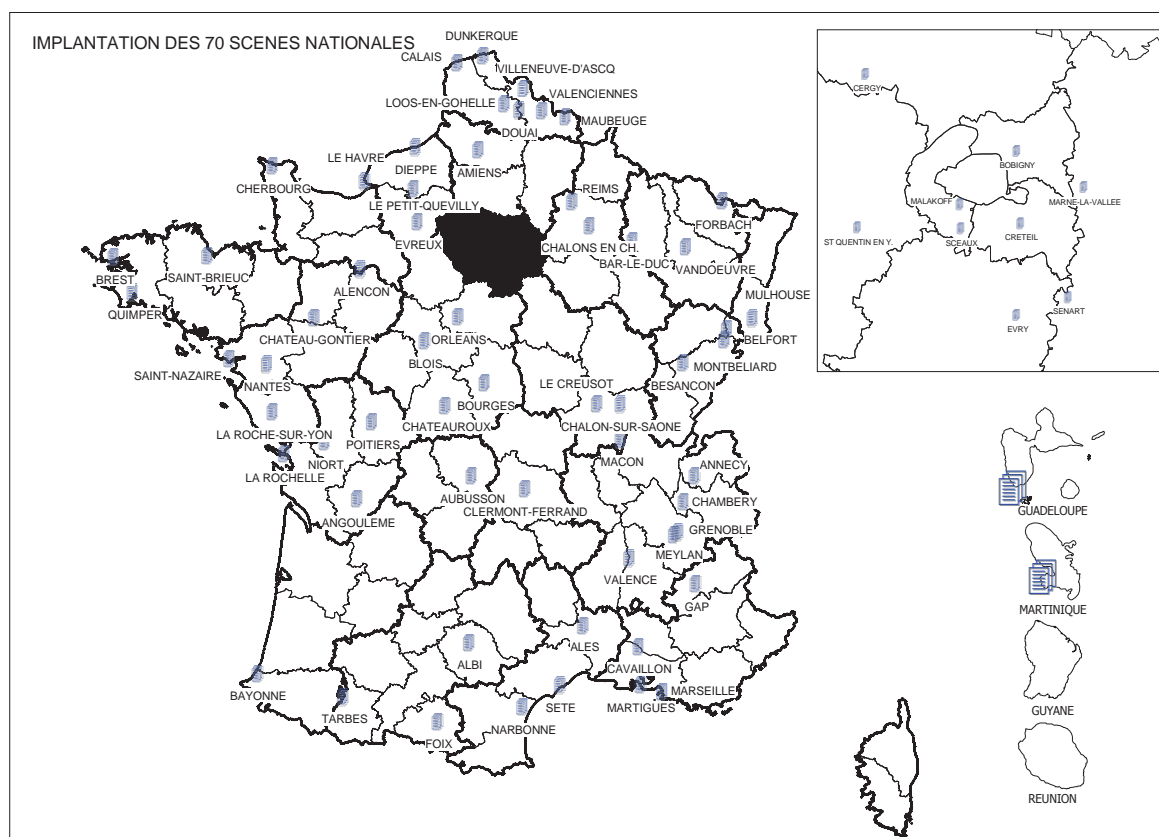 IMPLANTATION DES 70 SCENES NATIONALES
DUNKERQUE
CALAIS
VILLENEUVE-D'ASCQ
LOOS-EN-GOHELLE
VALENCIENNES
DOUAI
MAUBEUGE
LE HAVRE
DIEPPE
AMIENS
CHERBOURG
REIMS
LE PETIT-QUEVILLY
FORBACH
EVREUX
CHALONS EN CH.
BAR-LE-DUC
VANDOEUVRE
BREST
SAINT-BRIEUC
ALENCON
MULHOUSE
QUIMPER
CHATEAU-GONTIER
ORLEANS
BELFORT
BLOIS
MONTBELIARD
SAINT-NAZAIRE
NANTES
LE CREUSOT
BESANCON
BOURGES
CHATEAUROUX
CHALON-SUR-SAONE
LA ROCHE-SUR-YON
POITIERS
NIORT
MACON
LA ROCHELLE
ANNECY
AUBUSSON
CLERMONT-FERRAND
CHAMBERY
ANGOULEME
GRENOBLE
MEYLAN
VALENCE
GAP
ALES
ALBI
CAVAILLON
BAYONNE
MARSEILLE
TARBES
SETE
MARTIGUES
NARBONNE
FOIX
CERGY
BOBIGNY
MALAKOFF
MARNE-LA-VALLEE
ST QUENTIN EN Y.
SCEAUX
CRETEIL
SENART
EVRY
GUADELOUPE
MARTINIQUE
GUYANE
REUNION